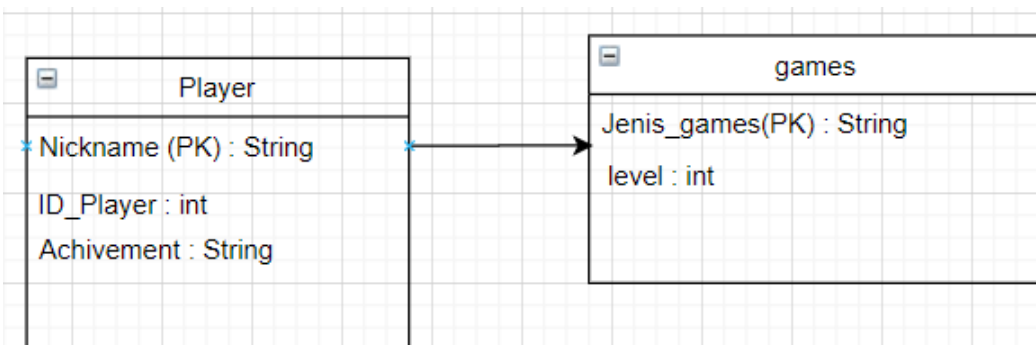 Player
Nickname (PK) : String
ID_Player : int
Achivement : String
games
Jenis_games(PK) : String
level : int